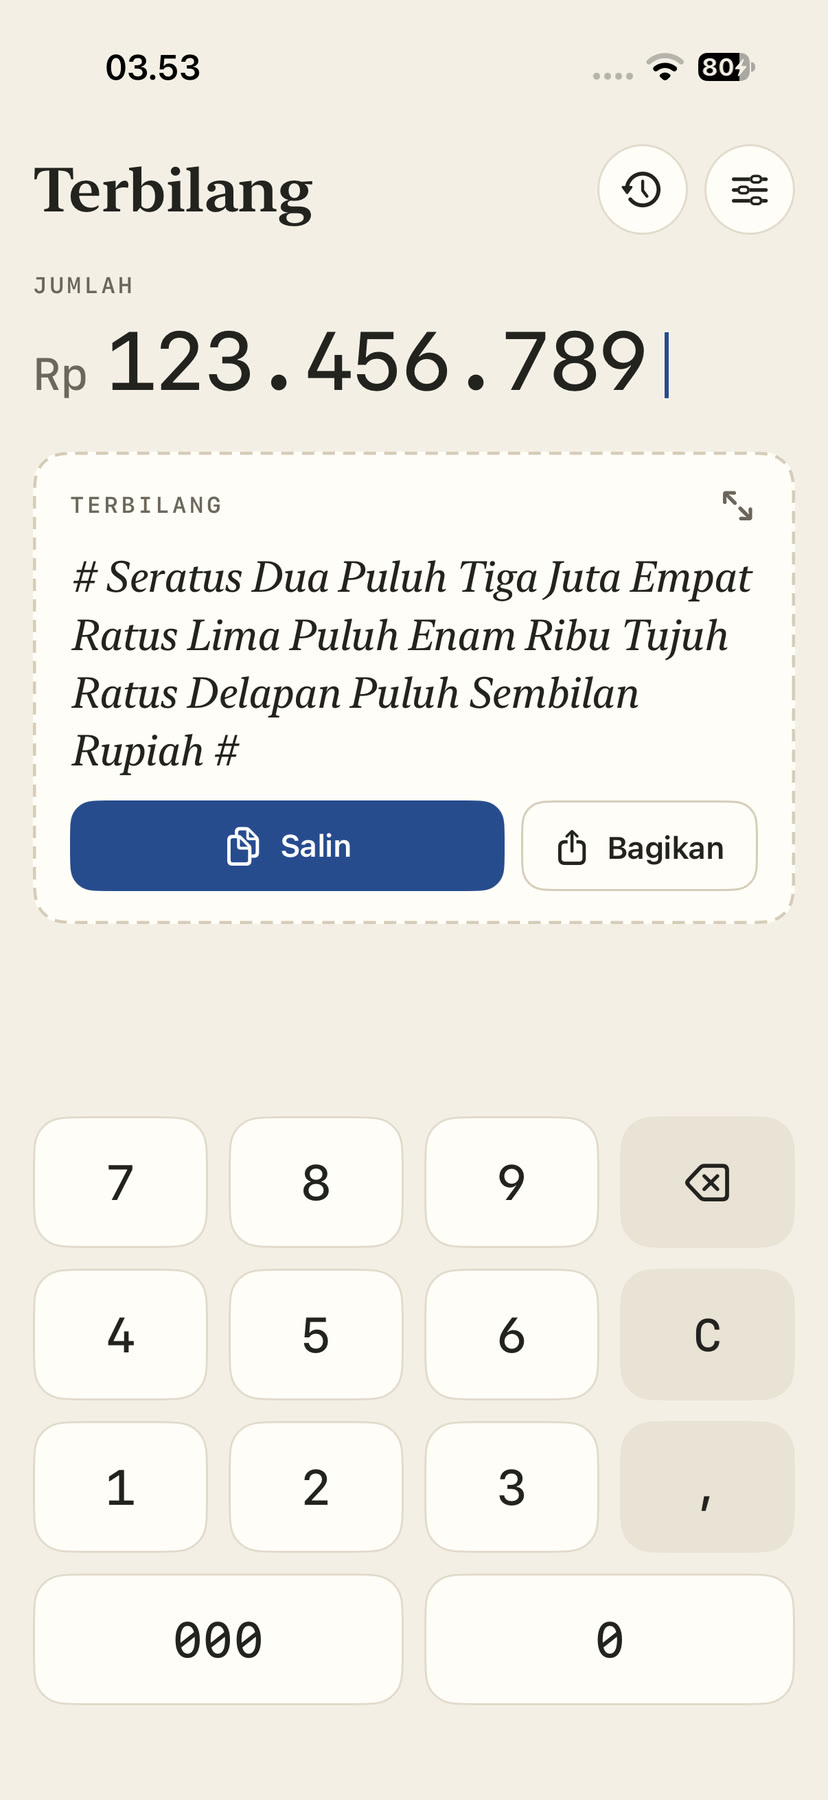 03.53
80
Terbilang
JUMLAH
Rp 123.456.789
TERBILANG
# Seratus Dua Puluh Tiga Juta Empat
Ratus Lima Puluh Enam Ribu Tujuh
Ratus Delapan Puluh Sembilan
Rupiah #
Salin
Bagikan
7 8 9
4 5 6 C
1 2 3 ,
000 0